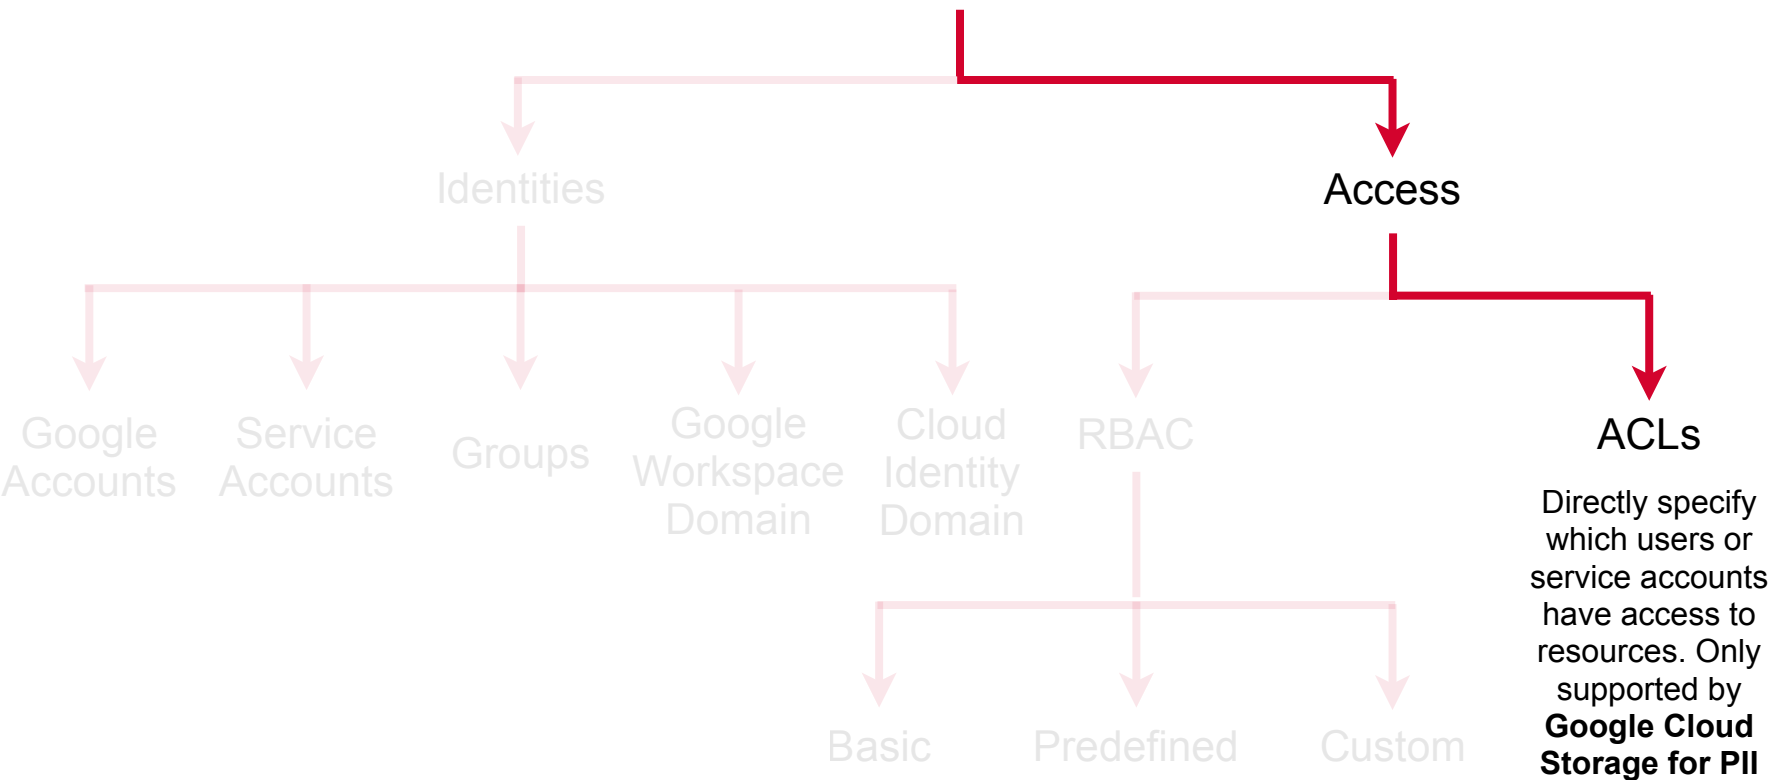 Identities
Access
Google
Accounts
Service
Accounts
Groups
Google
Workspace
Domain
Cloud
Identity
Domain
RBAC
ACLs
Directly specify
which users or
service accounts
have access to
resources. Only
supported by
Google Cloud
Storage for PII
Basic
Predefined
Custom